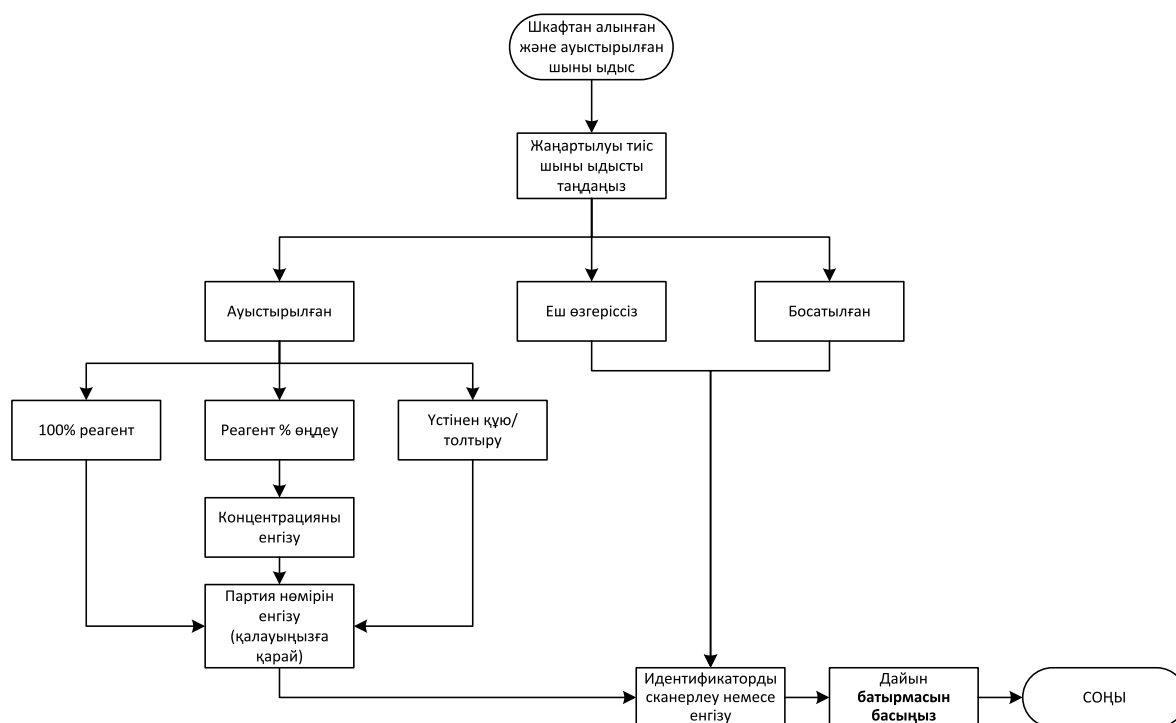 Шкафтан алынған
және ауыстырылған
шыны ыдыс
Жаңартылуы тиіс
шыны ыдысты
таңдаңыз
Ауыстырылған
Еш өзгеріссіз
Босатылған
100% реагент
Реагент % өңдеу
Үстінен құю/
толтыру
Концентрацияны
енгізу
Партия нөмірін
енгізу
(қалауыңызға
қарай)
Идентификаторды
сканерлеу немесе
енгізу
Дайын
батырмасын
басыңыз
СОҢЫ